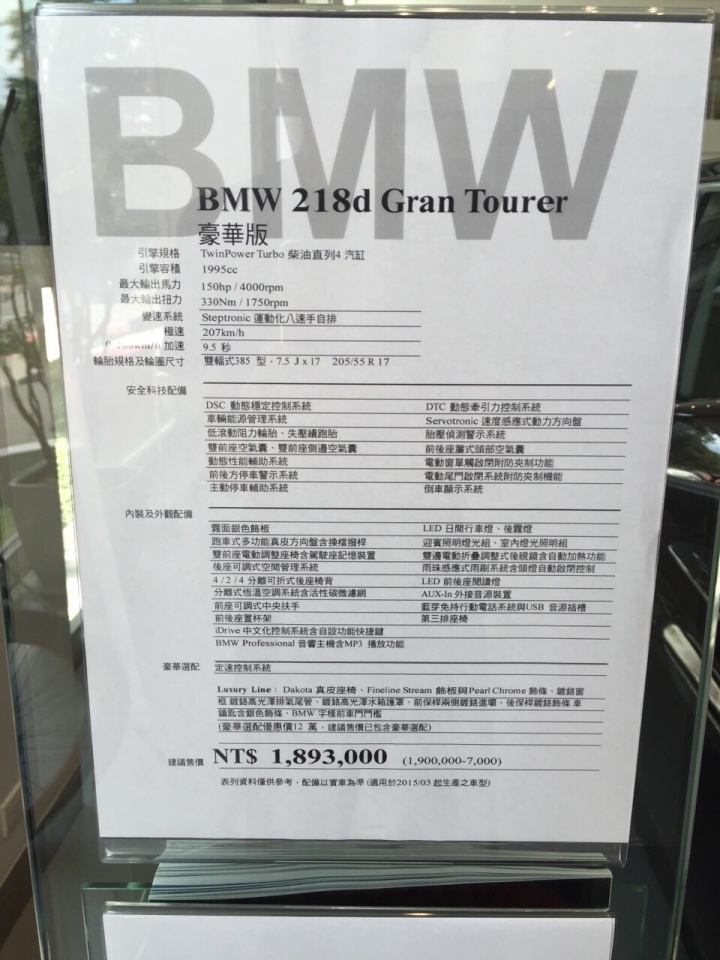 BMW
BMW 218d Gran Tourer
豪華版
引擎規格 TwinPower Turbo 柴油直列4 汽缸
引擎容積 1995cc
最大輸出馬力 150hp / 4000rpm
最大輸出扭力 330Nm / 1750rpm
變速系統 Steptronic 運動化八速手自排
極速 207km/h
0-100km/h 加速 9.5 秒
輪胎規格及輪圈尺寸 雙輻式385 型, 7.5 J x 17 205/55 R 17
安全科技配備
DSC 動態穩定控制系統 DTC 動態牽引力控制系統
車輛能源管理系統 Servotronic 速度感應式動力方向盤
低滾動阻力輪胎、失壓續跑胎 胎壓偵測警示系統
雙前座空氣囊、雙前座側邊空氣囊 前後座簾式頭部空氣囊
動態性能輔助系統 電動窗單觸啟閉附防夾制功能
前後方停車警示系統 電動尾門啟閉系統附防夾制機能
主動停車輔助系統 倒車顯示系統
內裝及外觀配備
霧面銀色飾板 LED 日間行車燈、後霧燈
跑車式多功能真皮方向盤含換檔撥桿 迎賓照明燈光組、室內燈光照明組
雙前座電動調整座椅含駕駛座記憶裝置 雙邊電動折疊調整式後視鏡含自動加熱功能
後座可調式空間管理系統 雨珠感應式雨刷系統含頭燈自動啟閉控制
4 / 2 / 4 分離可折式後座椅背 LED 前後座閱讀燈
分離式恆溫空調系統含活性碳微濾網 AUX-In 外接音源裝置
前座可調式中央扶手 藍芽免持行動電話系統與USB 音源插槽
前後座置杯架 第三排座椅
iDrive 中文化控制系統含自設功能快捷鍵
BMW Professional 音響主機含MP3 播放功能
豪華選配 定速控制系統
Luxury Line： Dakota 真皮座椅、Fineline Stream 飾板與Pearl Chrome 飾條、鍍鉻窗
框 鍍鉻高光澤排氣尾管、鍍鉻高光澤水箱護罩、前保桿兩側鍍鉻進壩、後保桿鍍鉻飾條 車
鑰匙含銀色飾條、BMW 字樣前車門門檻
(豪華選配優惠價12 萬，建議售價已包含豪華選配)
建議售價 NT$ 1,893,000 (1,900,000-7,000)
表列資料僅供參考，配備以實車為準 (適用於2015/03 起生產之車型)